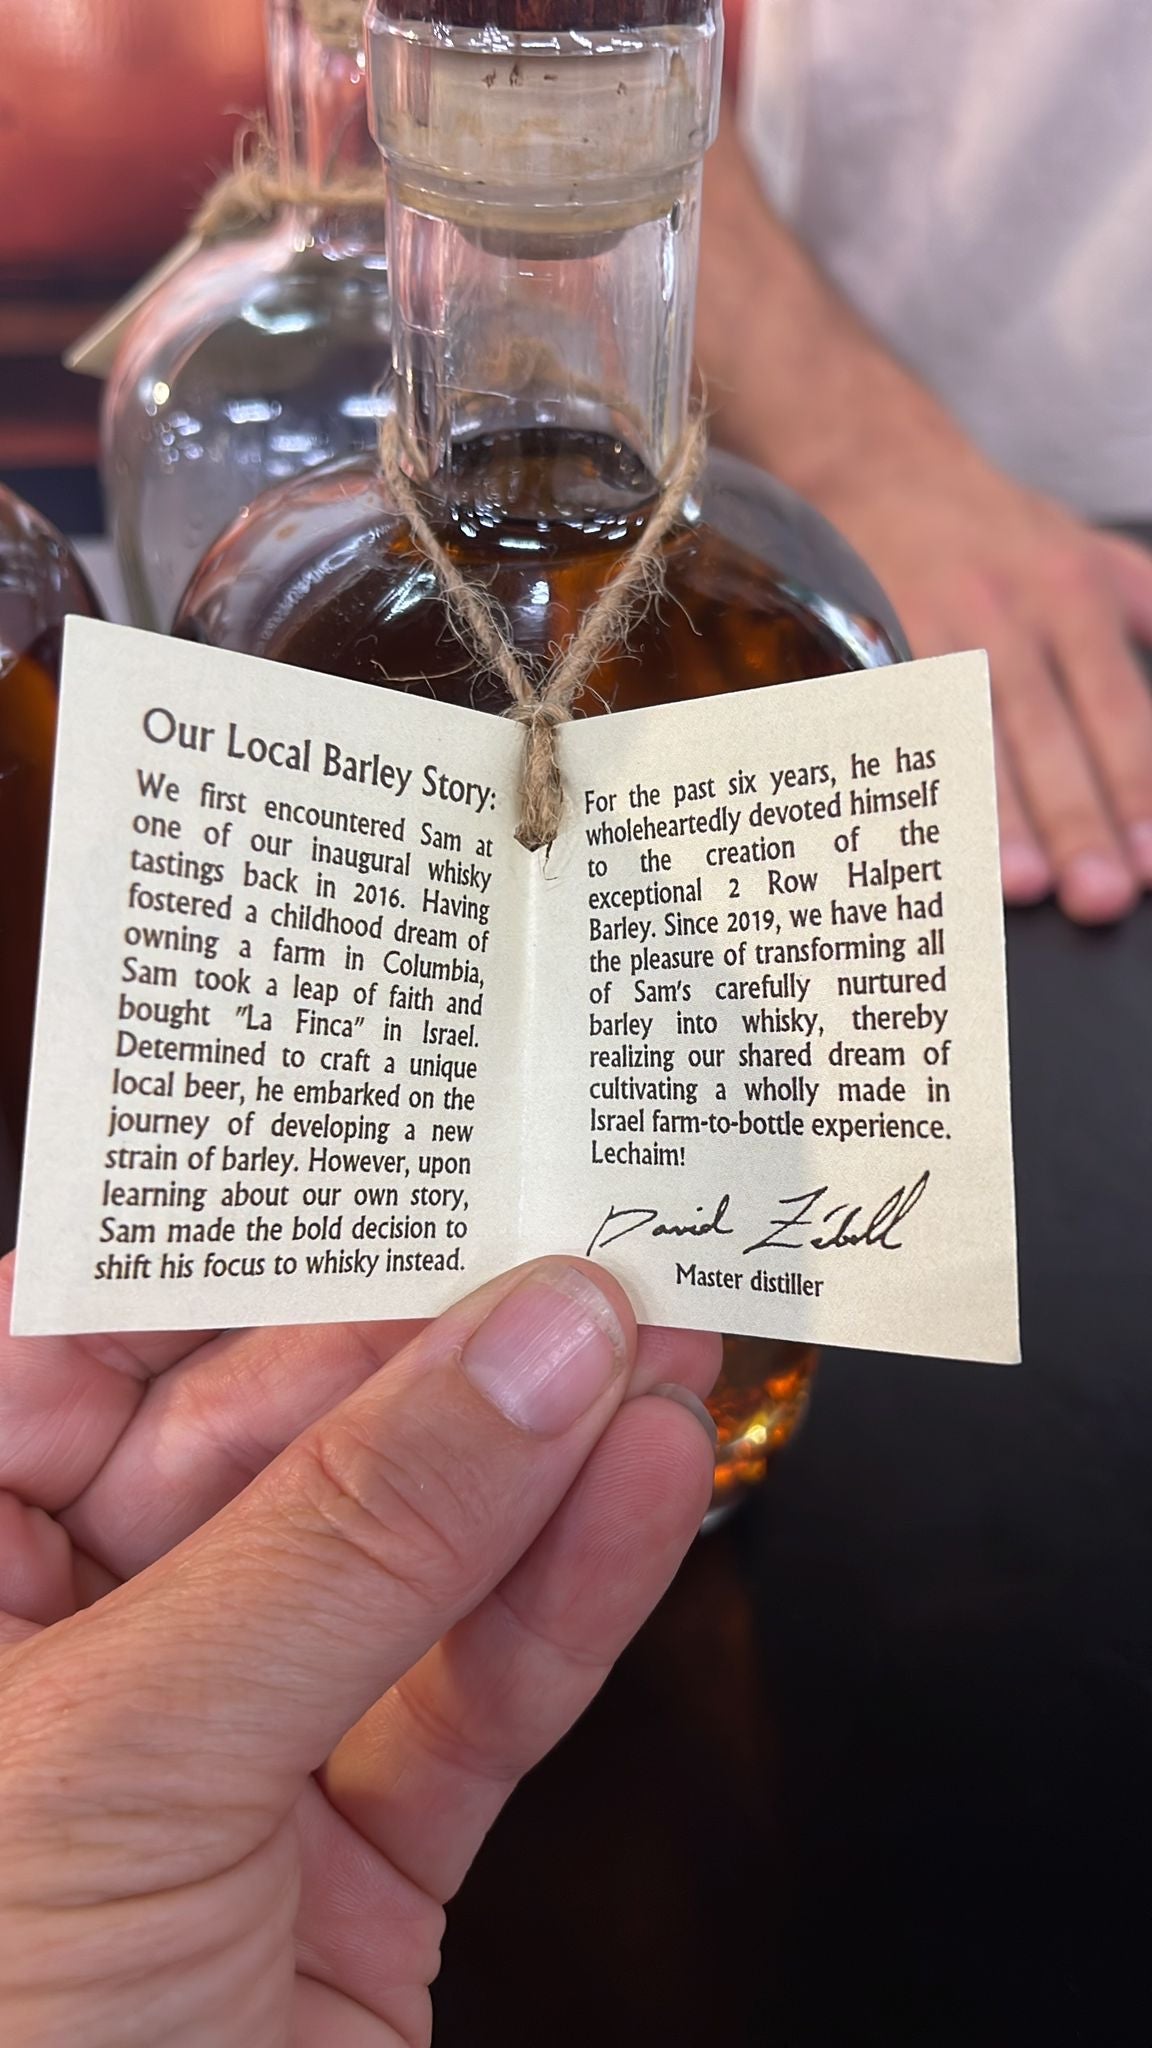 Our Local Barley Story:
We first encountered Sam at
one of our inaugural whisky
tastings back in 2016. Having
fostered a childhood dream of
owning a farm in Columbia,
Sam took a leap of faith and
bought "La Finca" in Israel.
Determined to craft a unique
local beer, he embarked on the
journey of developing a new
strain of barley. However, upon
learning about our own story,
Sam made the bold decision to
shift his focus to whisky instead.
For the past six years, he has
wholeheartedly devoted himself
to the creation of the
exceptional 2 Row Halpert
Barley. Since 2019, we have had
the pleasure of transforming all
of Sam's carefully nurtured
barley into whisky, thereby
realizing our shared dream of
cultivating a wholly made in
Israel farm-to-bottle experience.
Lechaim!
David Zibell
Master distiller